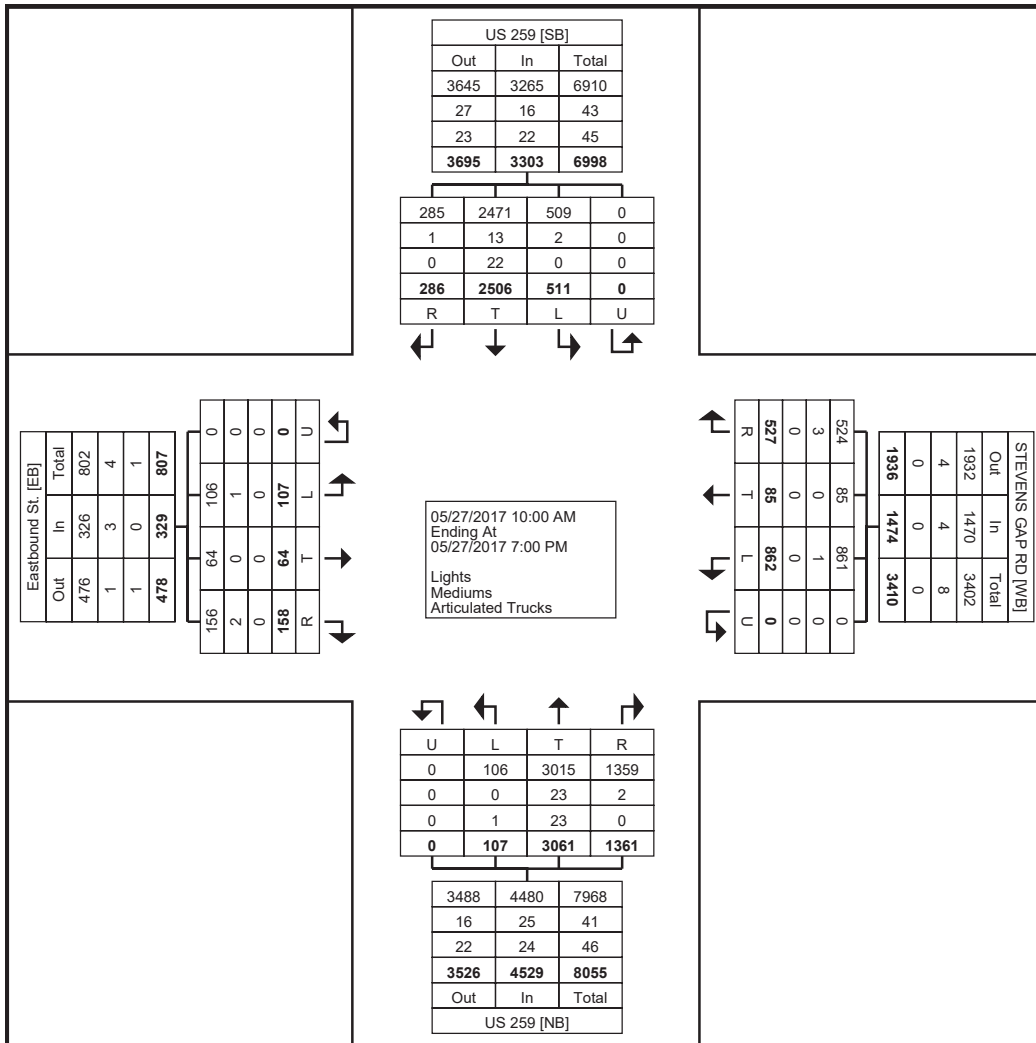 US 259 [SB]
Out In Total
3645 3265 6910
27 16 43
23 22 45
3695 3303 6998
285 2471 509 0
1 13 2 0
0 22 0 0
286 2506 511 0
R T L U
Eastbound St. [EB]
Total In Out
802 326 476
4 3 1
1 0 1
807 329 478
0 106 64 156
0 1 0 2
0 0 0 0
0 107 64 158
U L T R
05/27/2017 10:00 AM
Ending At
05/27/2017 7:00 PM
Lights
Mediums
Articulated Trucks
STEVENS GAP RD [WB]
Out In Total
1932 1470 3402
4 4 8
0 0 0
1936 1474 3410
524 85 861 0
3 0 1 0
0 0 0 0
527 85 862 0
R T L U
U L T R
0 106 3015 1359
0 0 23 2
0 1 23 0
0 107 3061 1361
3488 4480 7968
16 25 41
22 24 46
3526 4529 8055
Out In Total
US 259 [NB]